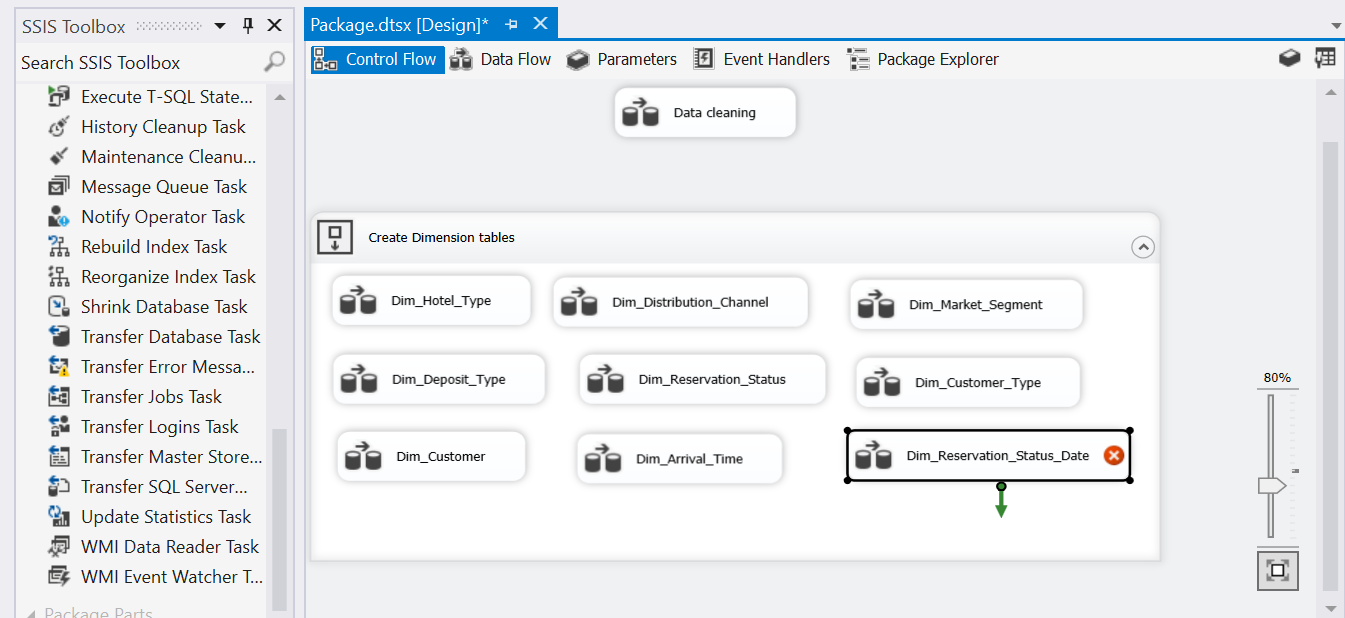 SSIS Toolbox
Search SSIS Toolbox
Execute T-SQL State...
History Cleanup Task
Maintenance Cleanu...
Message Queue Task
Notify Operator Task
Rebuild Index Task
Reorganize Index Task
Shrink Database Task
Transfer Database Task
Transfer Error Messa...
Transfer Jobs Task
Transfer Logins Task
Transfer Master Store...
Transfer SQL Server...
Update Statistics Task
WMI Data Reader Task
WMI Event Watcher T...
Package Parts
Package.dtsx [Design]*
Control Flow
Data Flow
Parameters
Event Handlers
Package Explorer
Data cleaning
Create Dimension tables
Dim_Hotel_Type
Dim_Distribution_Channel
Dim_Market_Segment
Dim_Deposit_Type
Dim_Reservation_Status
Dim_Customer_Type
Dim_Customer
Dim_Arrival_Time
Dim_Reservation_Status_Date
80%